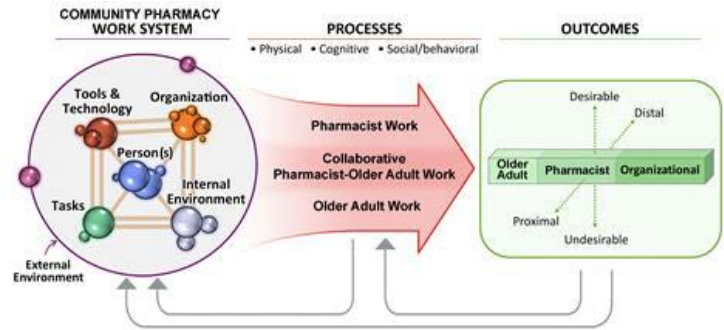 COMMUNITY PHARMACY
WORK SYSTEM
PROCESSES
• Physical • Cognitive • Social/behavioral
OUTCOMES
Tools &
Technology
Organization
Person(s)
Internal
Environment
Tasks
External
Environment
Pharmacist Work
Collaborative
Pharmacist-Older Adult Work
Older Adult Work
Desirable
Distal
Older
Adult
Pharmacist
Organizational
Proximal
Undesirable